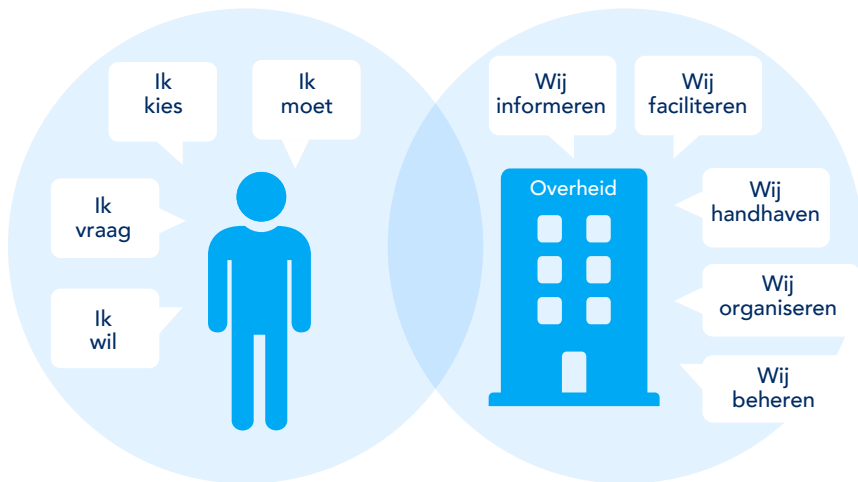 Ik
kies
Ik
moet
Ik
vraag
Ik
wil
Wij
informeren
Wij
faciliteren
Overheid
Wij
handhaven
Wij
organiseren
Wij
beheren